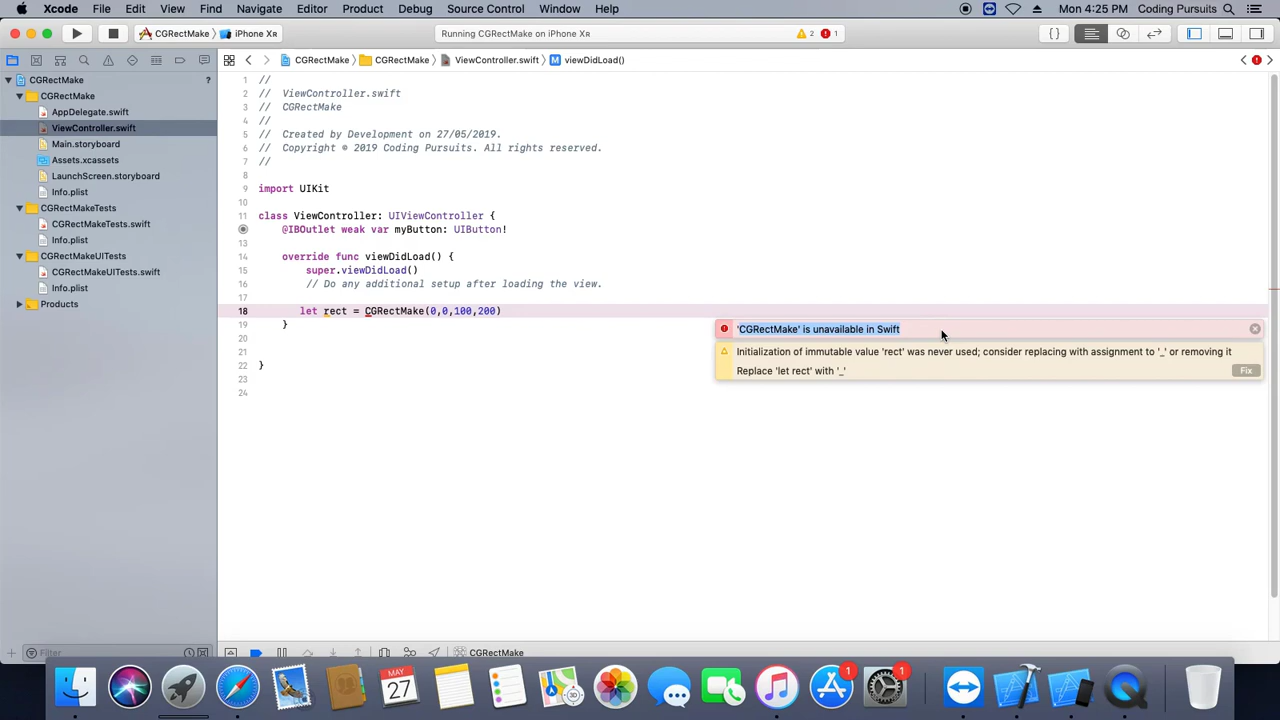 Xcode File Edit View Find Navigate Editor Product Debug Source Control Window Help Mon 4:25 PM Coding Pursuits
CGRectMake iPhone Xʀ Running CGRectMake on iPhone Xʀ 2 1 { }
CGRectMake CGRectMake ViewController.swift M viewDidLoad()
CGRectMake ?
CGRectMake
AppDelegate.swift
ViewController.swift
Main.storyboard
Assets.xcassets
LaunchScreen.storyboard
Info.plist
CGRectMakeTests
CGRectMakeTests.swift
Info.plist
CGRectMakeUITests
CGRectMakeUITests.swift
Info.plist
Products
1 //
2 // ViewController.swift
3 // CGRectMake
4 //
5 // Created by Development on 27/05/2019.
6 // Copyright © 2019 Coding Pursuits. All rights reserved.
7 //
8
9 import UIKit
10
11 class ViewController: UIViewController {
@IBOutlet weak var myButton: UIButton!
13
14 override func viewDidLoad() {
15 super.viewDidLoad()
16 // Do any additional setup after loading the view.
17
18 let rect = CGRectMake(0,0,100,200)
19 }
20
21
22 }
23
24
'CGRectMake' is unavailable in Swift
Initialization of immutable value 'rect' was never used; consider replacing with assignment to '_' or removing it
Replace 'let rect' with '_' Fix
Filter
CGRectMake
MAY
27
3D
1
1